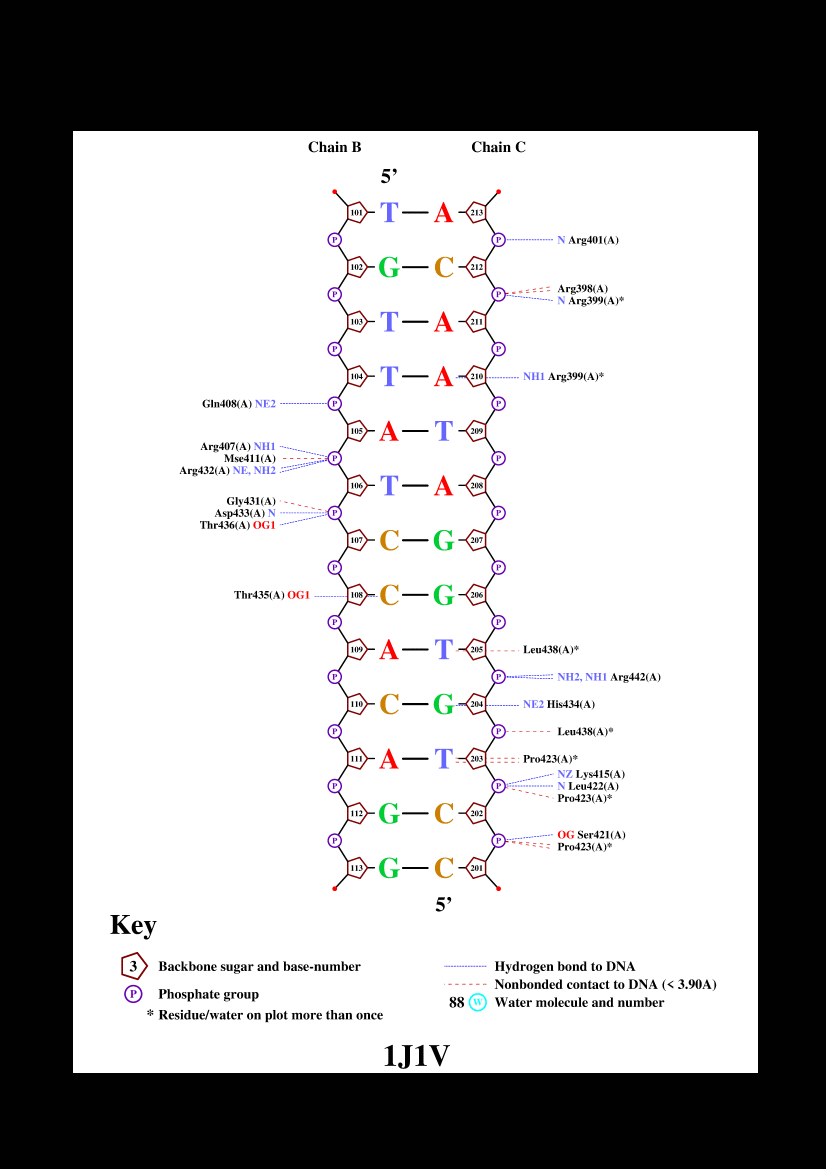 Chain B Chain C
5’
101 T A 213
P P N Arg401(A)
102 G C 212
Arg398(A)
P P N Arg399(A)*
103 T A 211
P P
104 T A 210 NH1 Arg399(A)*
Gln408(A) NE2 P P
105 A T 209
Arg407(A) NH1
Mse411(A) P P
Arg432(A) NE, NH2
106 T A 208
Gly431(A)
Asp433(A) N P P
Thr436(A) OG1
107 C G 207
P P
Thr435(A) OG1 108 C G 206
P P
109 A T 205 Leu438(A)*
P P NH2, NH1 Arg442(A)
110 C G 204 NE2 His434(A)
P P Leu438(A)*
111 A T 203 Pro423(A)*
NZ Lys415(A)
P P N Leu422(A)
Pro423(A)*
112 G C 202
OG Ser421(A)
P P Pro423(A)*
113 G C 201
5’
Key
3 Backbone sugar and base-number
P Phosphate group
* Residue/water on plot more than once
Hydrogen bond to DNA
Nonbonded contact to DNA (< 3.90A)
88 W Water molecule and number
1J1V